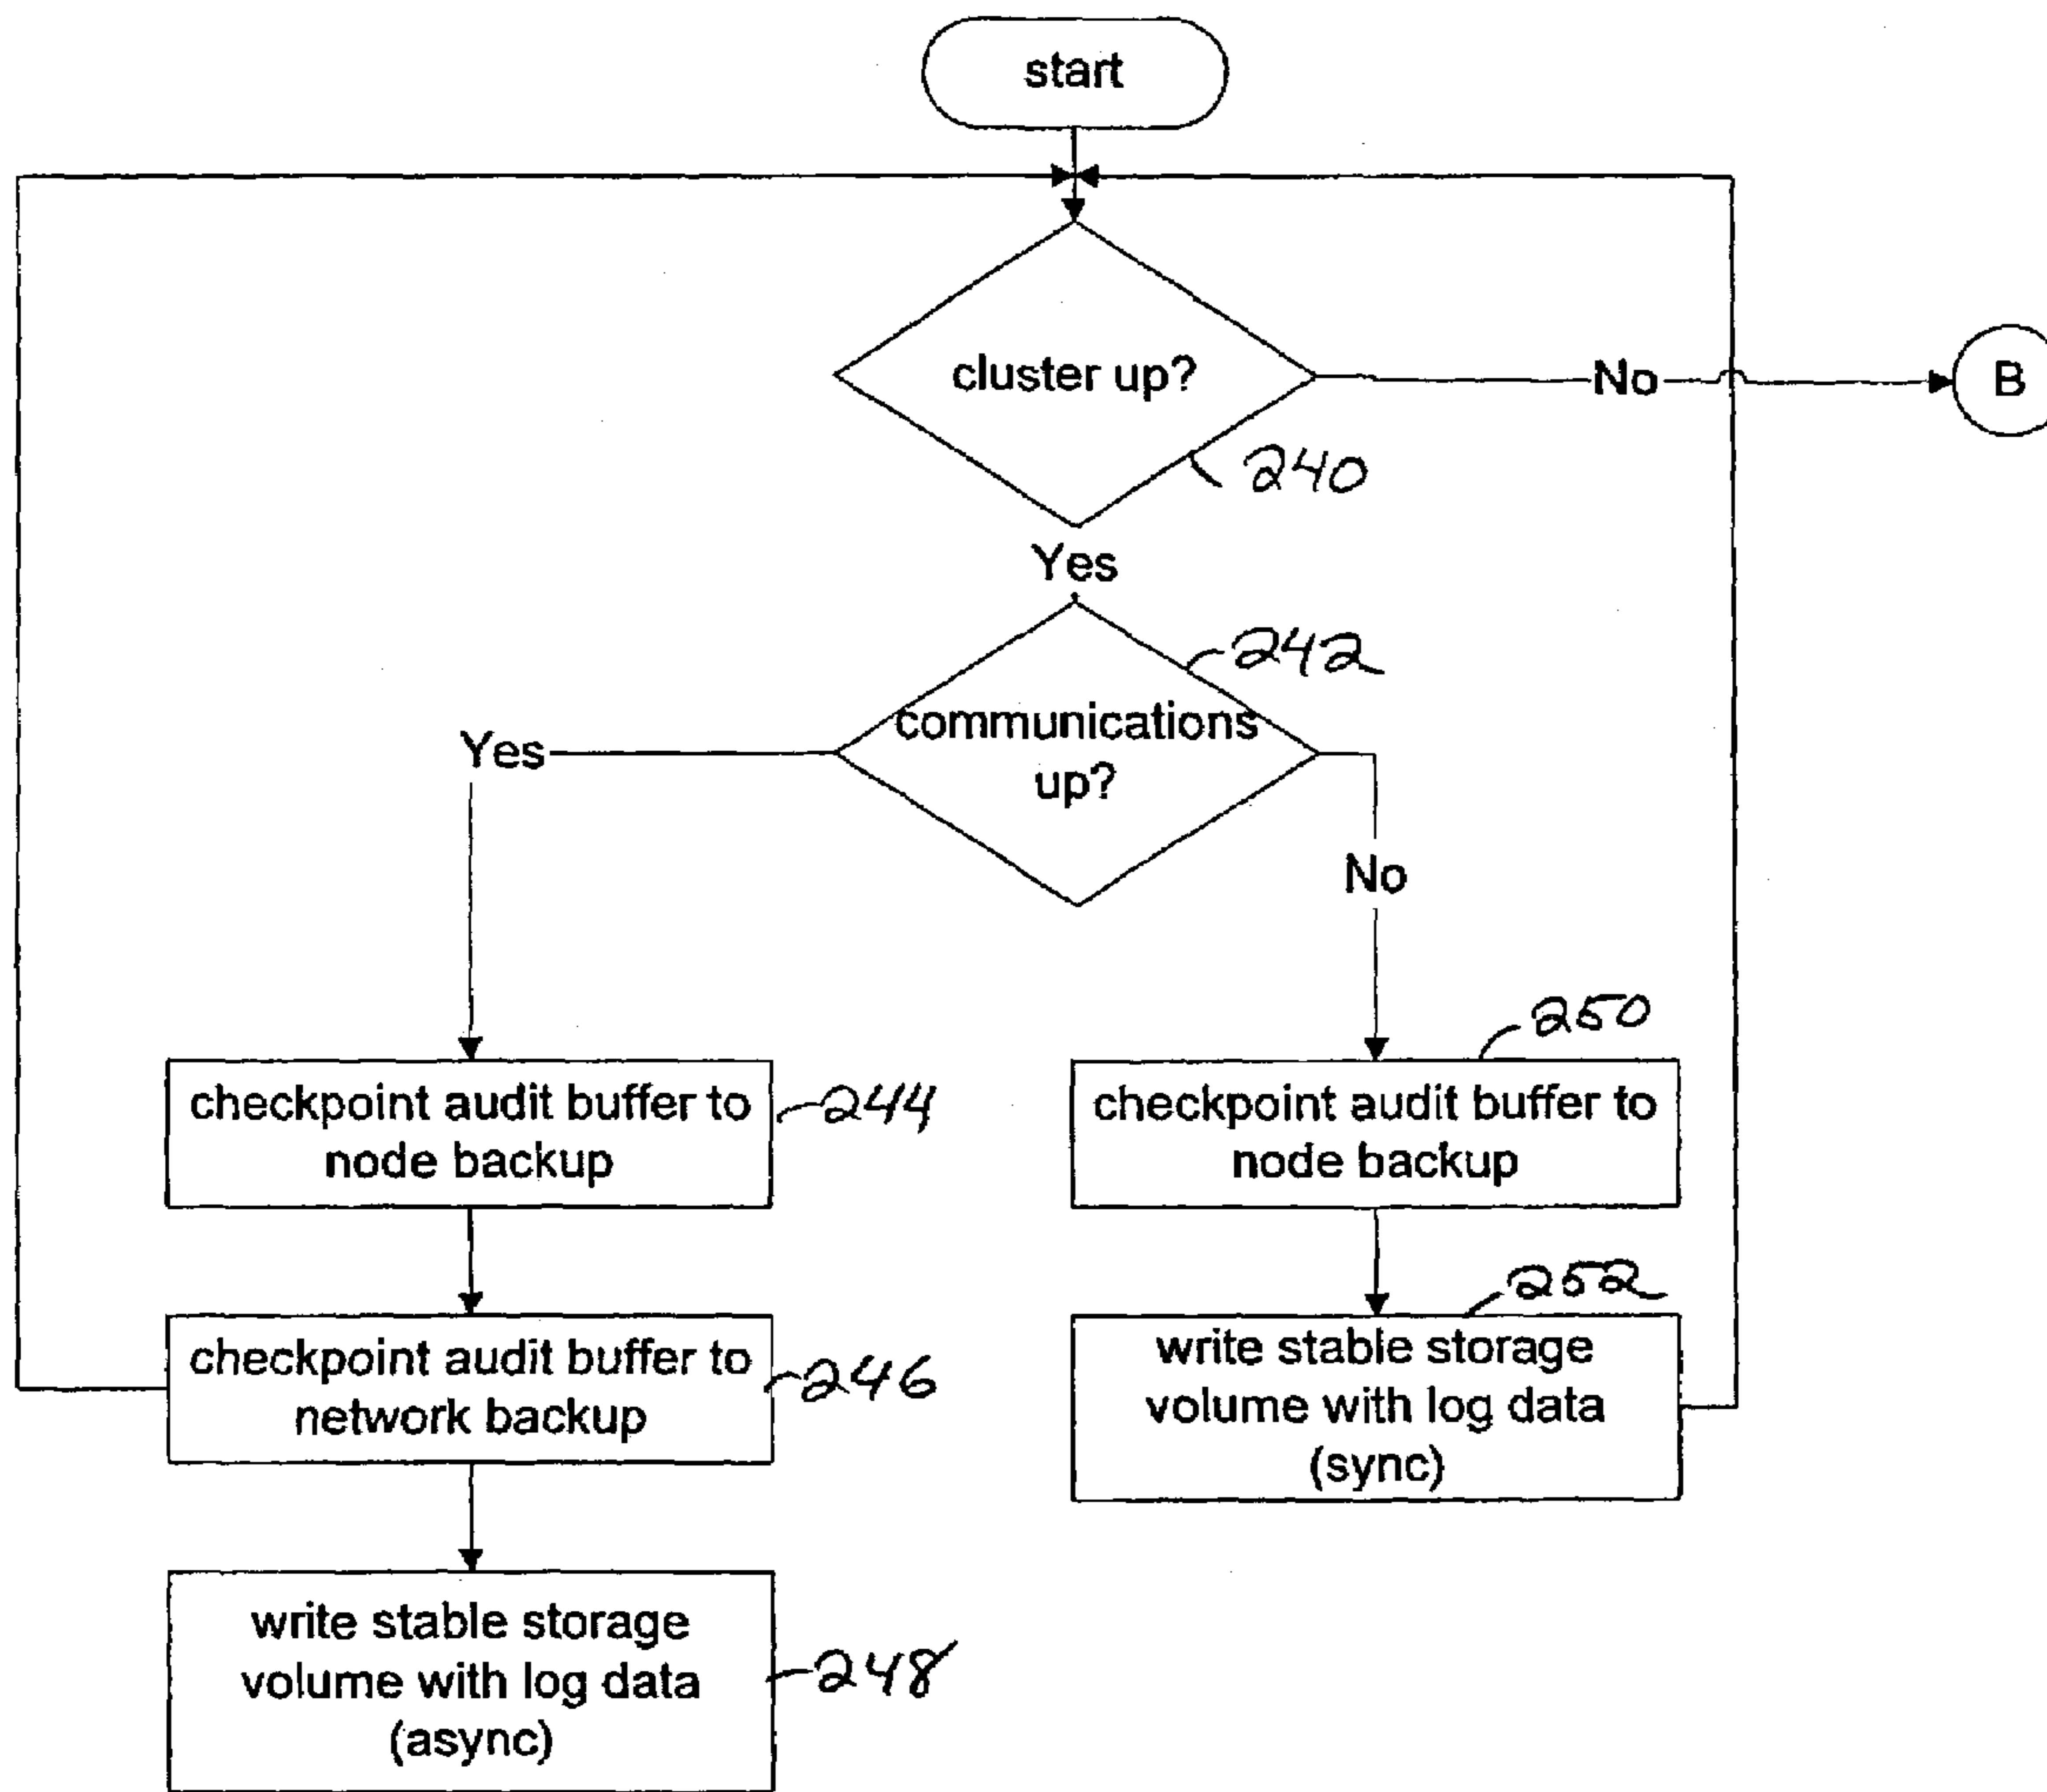 start
cluster up?
No
B
240
Yes
242
communications
up?
Yes
No
250
checkpoint audit buffer to
node backup
244
checkpoint audit buffer to
node backup
252
checkpoint audit buffer to
network backup
246
write stable storage
volume with log data
(sync)
write stable storage
volume with log data
(async)
248